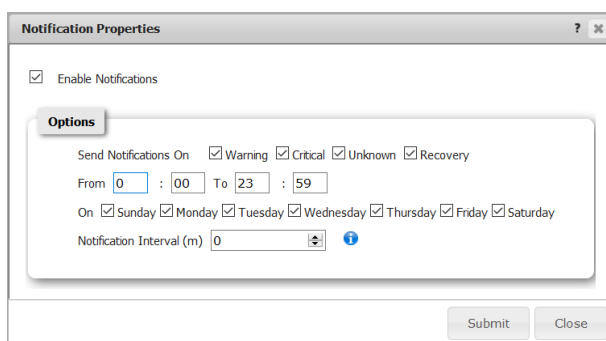 Notification Properties ?
Enable Notifications
Options
Send Notifications On Warning Critical Unknown Recovery
From 0 : 00 To 23 : 59
On Sunday Monday Tuesday Wednesday Thursday Friday Saturday
Notification Interval (m) 0
Submit Close